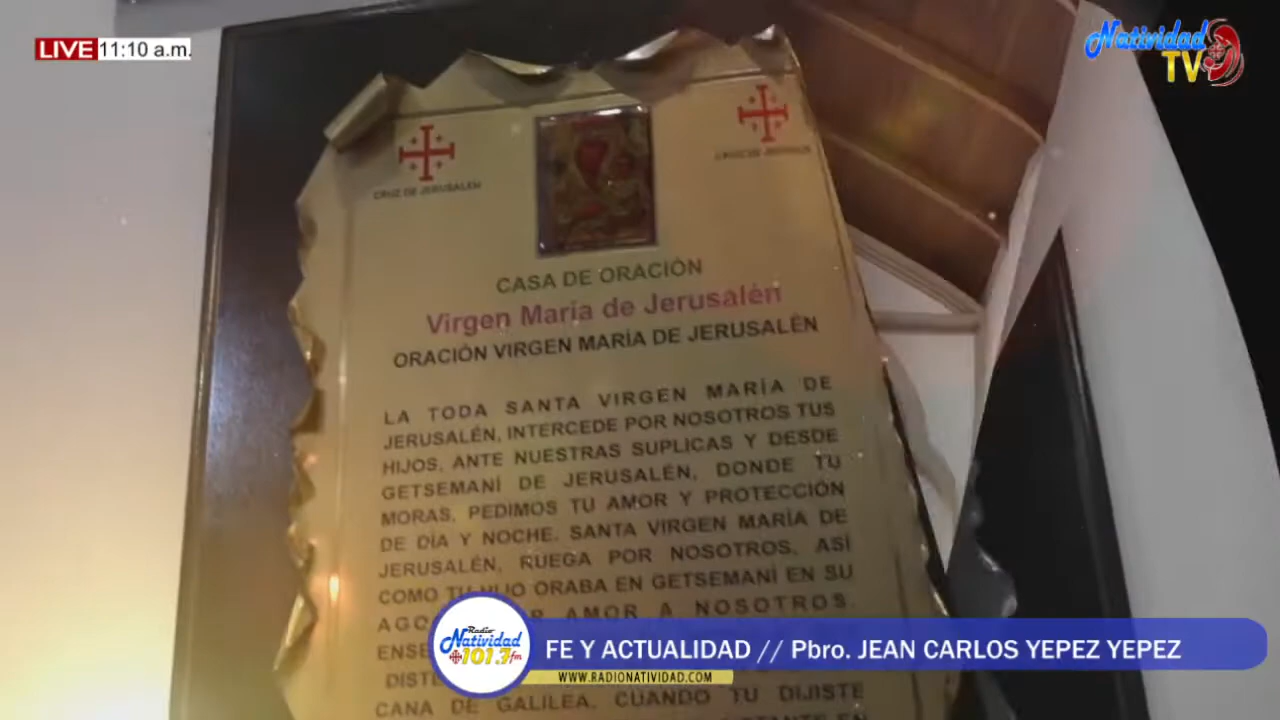 LIVE 11:10 a.m.
Natividad
TV
CRUZ DE JERUSALÉN
CASA DE ORACIÓN
Virgen María de Jerusalén
ORACIÓN VIRGEN MARÍA DE JERUSALÉN
LA TODA SANTA VIRGEN MARÍA DE
JERUSALÉN, INTERCEDE POR NOSOTROS TUS
HIJOS, ANTE NUESTRAS SUPLICAS Y DESDE
GETSEMANÍ DE JERUSALÉN, DONDE TU
MORAS, PEDIMOS TU AMOR Y PROTECCIÓN
DE DÍA Y NOCHE. SANTA VIRGEN MARÍA DE
JERUSALÉN, RUEGA POR NOSOTROS, ASÍ
COMO TU HIJO ORABA EN GETSEMANÍ EN SU
AMOR A NOSOTROS.
CANA DE GALILEA, CUANDO TU DIJISTE
Radio
Natividad
101.7 fm
FE Y ACTUALIDAD // Pbro. JEAN CARLOS YEPEZ YEPEZ
WWW.RADIONATIVIDAD.COM